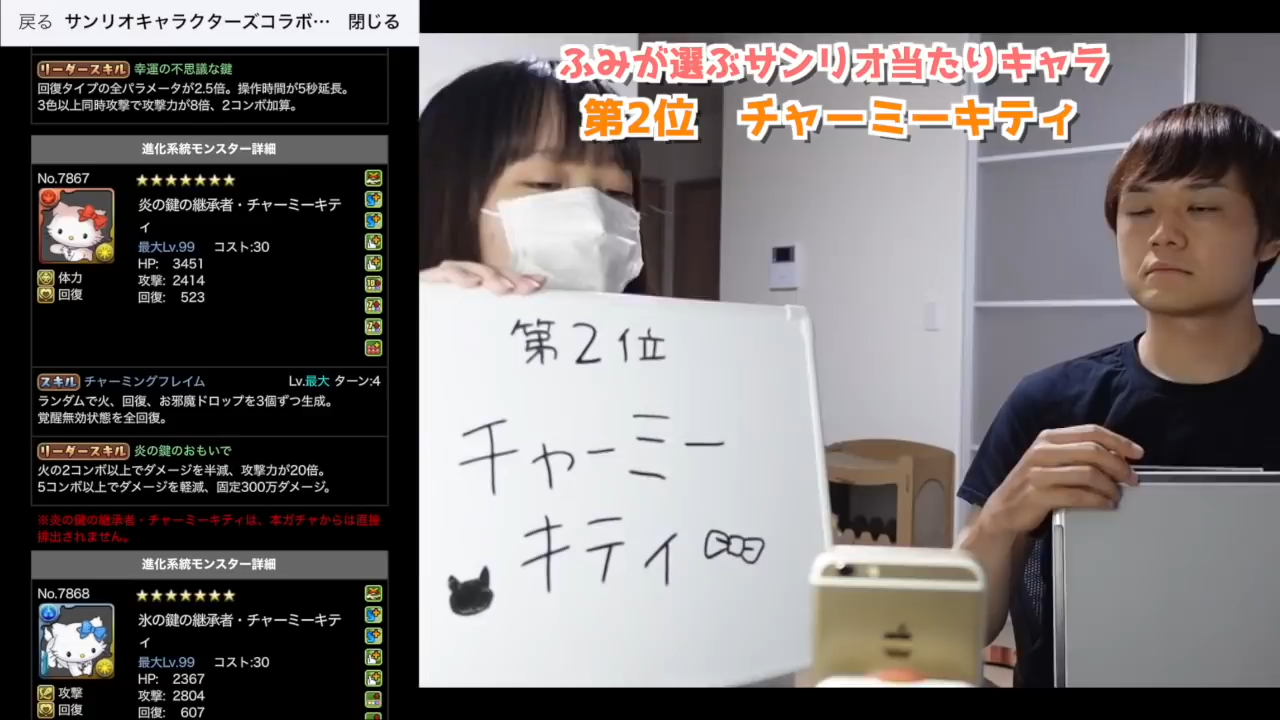 戻る サンリオキャラクターズコラボ… 閉じる
リーダースキル 幸運の不思議な鍵
回復タイプの全パラメータが2.5倍。操作時間が5秒延長。
3色以上同時攻撃で攻撃力が8倍、2コンボ加算。
進化系統モンスター詳細
No.7867 ★★★★★★★
炎の鍵の継承者・チャーミーキテ
ィ
最大Lv.99 コスト:30
HP: 3451
体力 攻撃: 2414
回復 回復: 523
スキル チャーミングフレイム Lv.最大 ターン:4
ランダムで火、回復、お邪魔ドロップを3個ずつ生成。
覚醒無効状態を全回復。
リーダースキル 炎の鍵のおもいで
火の2コンボ以上でダメージを半減、攻撃力が20倍。
5コンボ以上でダメージを軽減、固定300万ダメージ。
※炎の鍵の継承者・チャーミーキティは、本ガチャからは直接
排出されません。
進化系統モンスター詳細
No.7868 ★★★★★★★
氷の鍵の継承者・チャーミーキテ
ィ
最大Lv.99 コスト:30
HP: 2367
攻撃 攻撃: 2804
回復 回復: 607
ふみが選ぶサンリオ当たりキャラ
第2位 チャーミーキティ
第2位
チャーミー
キティ